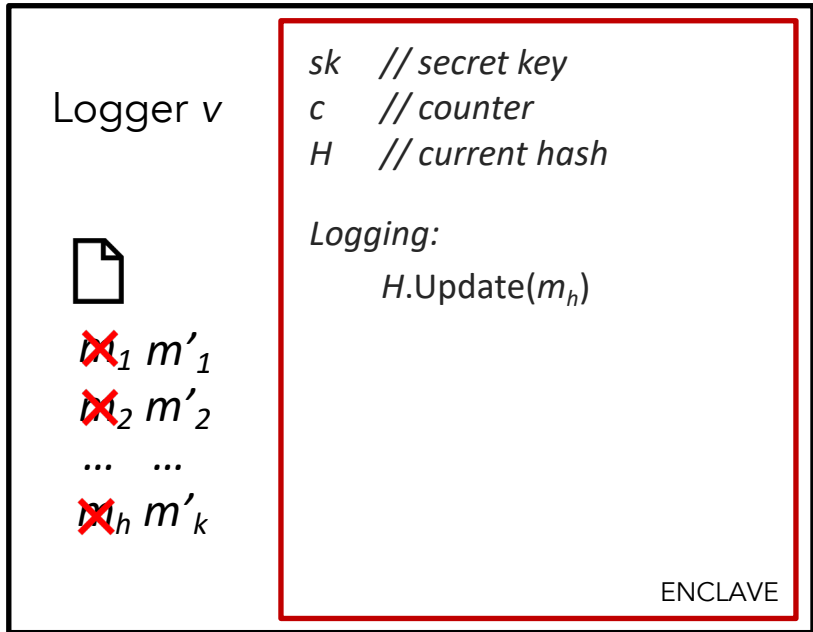 Logger v
sk // secret key
c // counter
H // current hash
Logging:
H.Update(mₕ)
m₁ m’₁
m₂ m’₂
... ...
mₕ m’ₖ
ENCLAVE